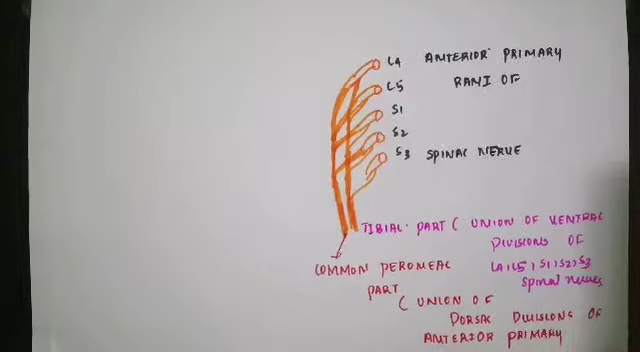 L4 ANTERIOR PRIMARY
L5 RAMI OF
S1
S2
S3 SPINAL NERVE
TIBIAL PART ( UNION OF VENTRAL
DIVISIONS OF
L4, L5, S1, S2, S3
spinal nerves
COMMON PERONEAL
PART
( UNION OF
DORSAL DIVISIONS OF
ANTERIOR PRIMARY